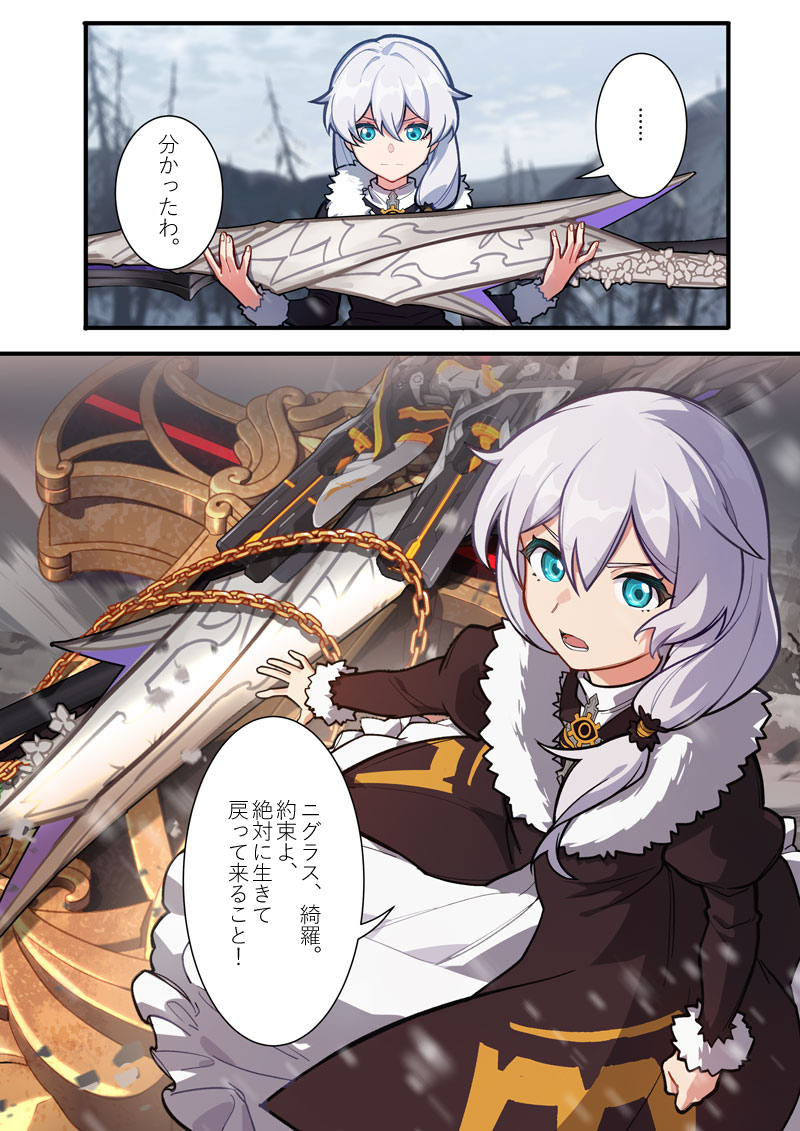 ……
分かったわ。
ニグラス、綺羅。
約束よ、
絶対に生きて
戻って来ること！